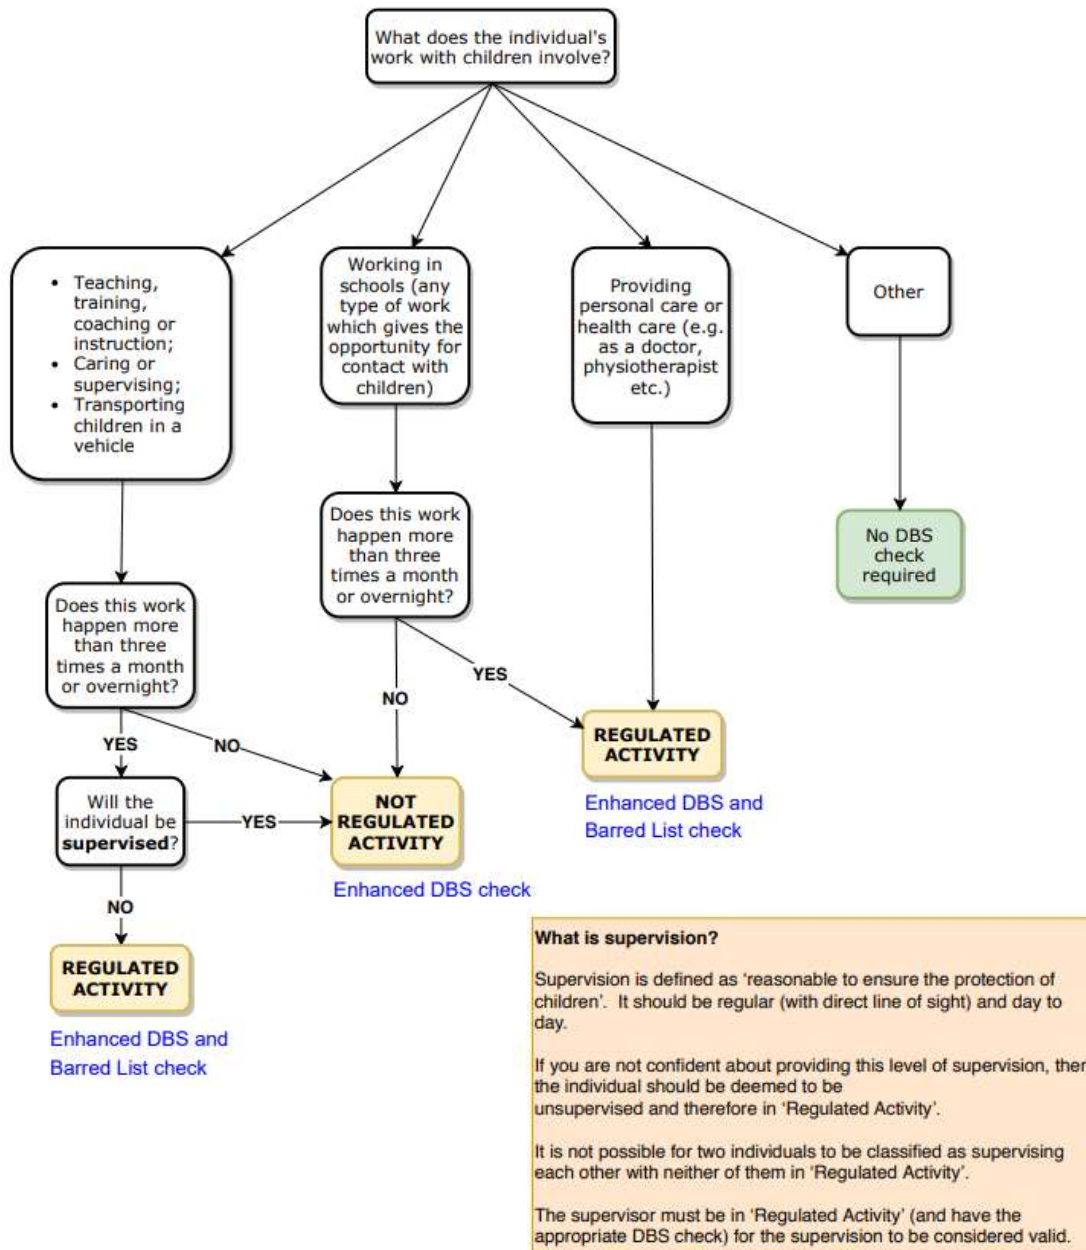 What does the individual's
work with children involve?
• Teaching,
training,
coaching or
instruction;
• Caring or
supervising;
• Transporting
children in a
vehicle
Working in
schools (any
type of work
which gives the
opportunity for
contact with
children)
Providing
personal care or
health care (e.g.
as a doctor,
physiotherapist
etc.)
Other
Does this work
happen more
than three
times a month
or overnight?
No DBS
check
required
Does this work
happen more
than three
times a month
or overnight?
YES
NO
YES
NO
REGULATED
ACTIVITY
Enhanced DBS and
Barred List check
Will the
individual be
supervised?
YES
NOT
REGULATED
ACTIVITY
Enhanced DBS check
NO
REGULATED
ACTIVITY
Enhanced DBS and
Barred List check
What is supervision?
Supervision is defined as ‘reasonable to ensure the protection of
children’. It should be regular (with direct line of sight) and day to
day.
If you are not confident about providing this level of supervision, then
the individual should be deemed to be
unsupervised and therefore in ‘Regulated Activity’.
It is not possible for two individuals to be classified as supervising
each other with neither of them in ‘Regulated Activity’.
The supervisor must be in ‘Regulated Activity’ (and have the
appropriate DBS check) for the supervision to be considered valid.